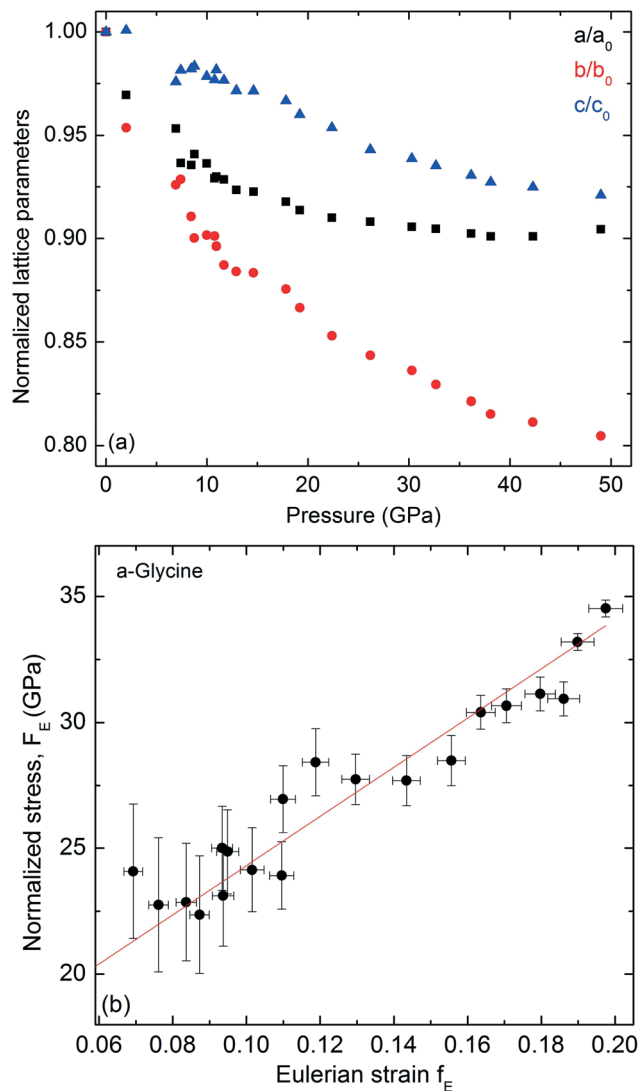 1.00
0.95
0.90
0.85
0.80
Normalized lattice parameters
a/a₀
b/b₀
c/c₀
(a)
0 10 20 30 40 50
Pressure (GPa)
a-Glycine
35
30
25
20
Normalized stress, F_E (GPa)
(b)
0.06 0.08 0.10 0.12 0.14 0.16 0.18 0.20
Eulerian strain f_E